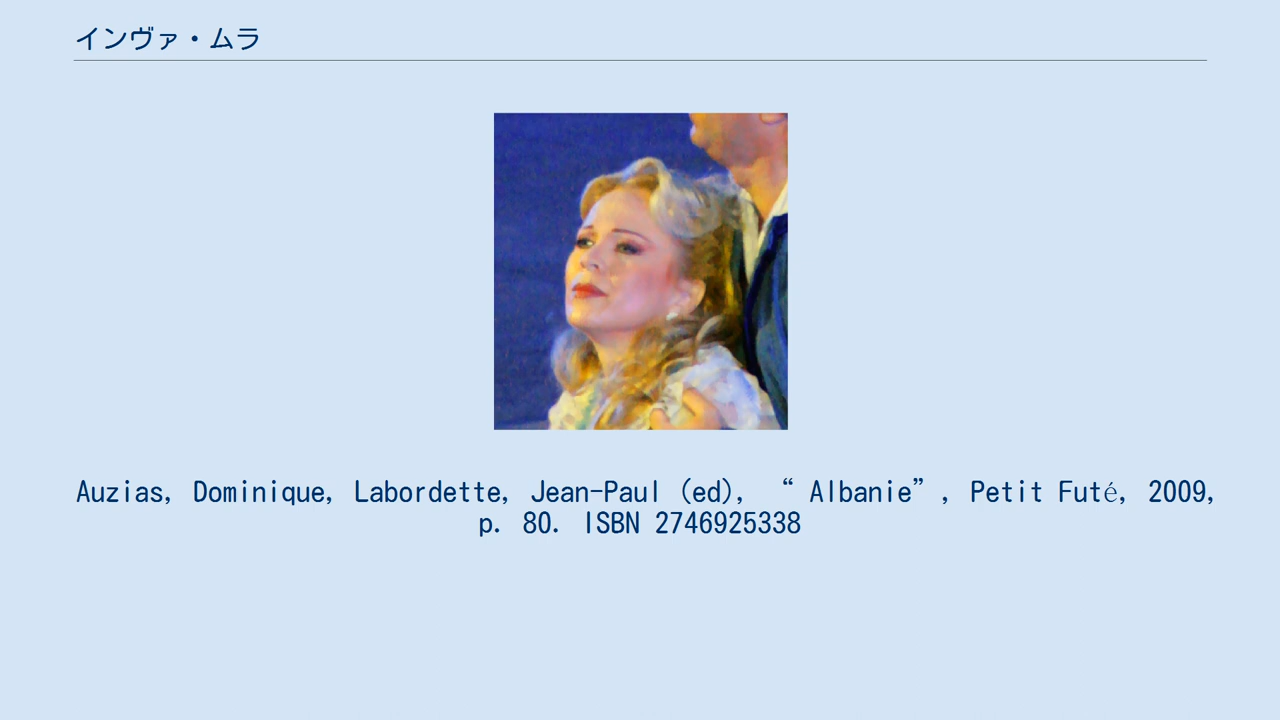 インヴァ・ムラ
Auzias, Dominique, Labordette, Jean-Paul (ed), “ Albanie” , Petit Futé, 2009,
p. 80. ISBN 2746925338